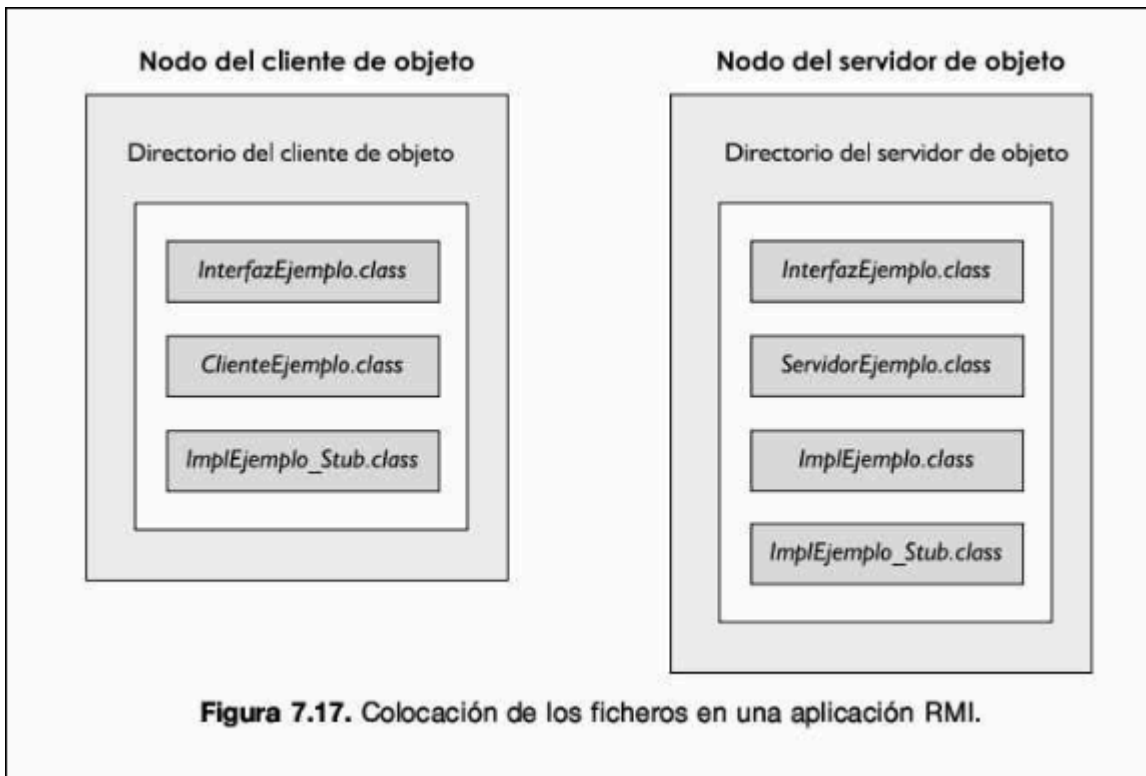 Nodo del cliente de objeto
Directorio del cliente de objeto
InterfazEjemplo.class
ClienteEjemplo.class
ImplEjemplo_Stub.class
Nodo del servidor de objeto
Directorio del servidor de objeto
InterfazEjemplo.class
ServidorEjemplo.class
ImplEjemplo.class
ImplEjemplo_Stub.class
Figura 7.17. Colocación de los ficheros en una aplicación RMI.